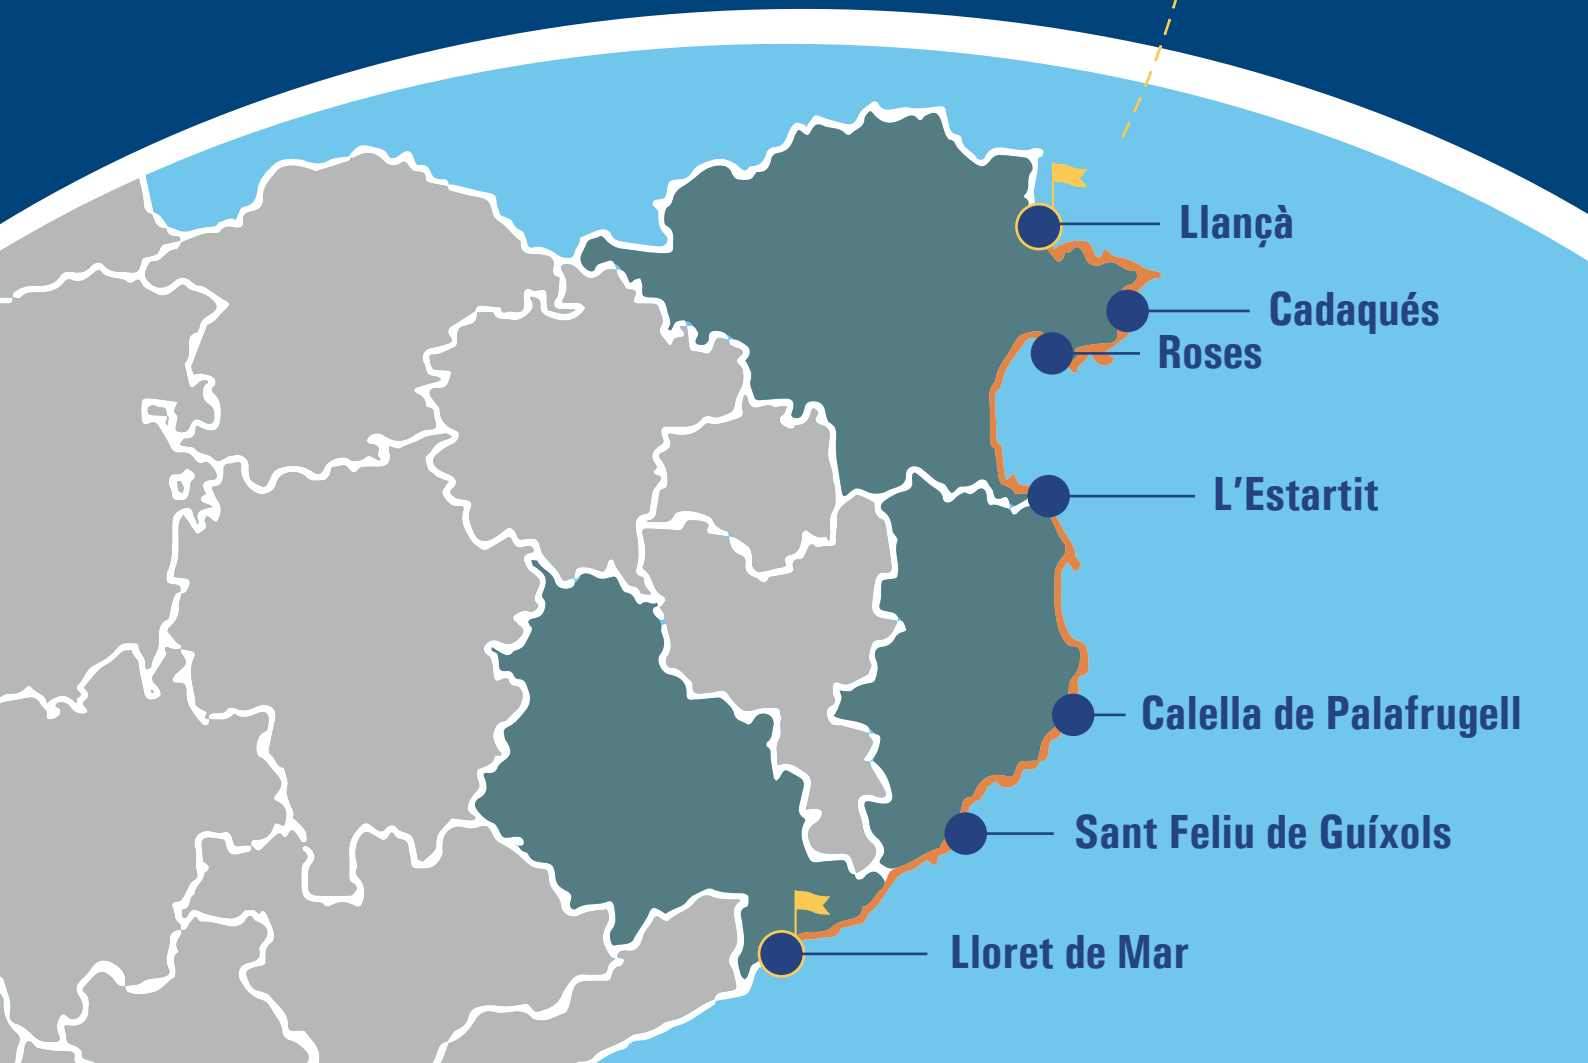 Llançà
Cadaqués
Roses
L'Estartit
Calella de Palafrugell
Sant Feliu de Guíxols
Lloret de Mar